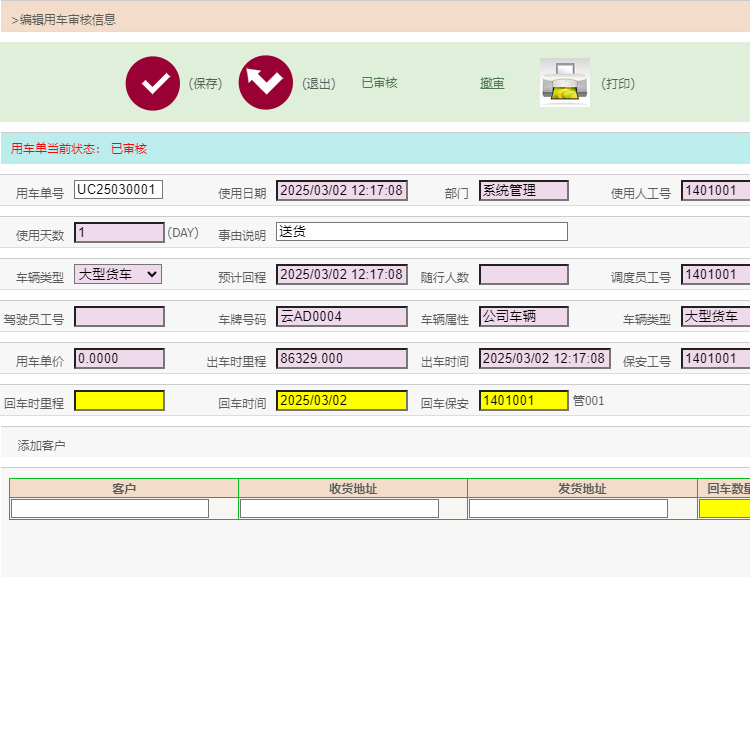 >编辑用车审核信息
(保存) (退出) 已审核 撤审 (打印)
用车单当前状态： 已审核
用车单号 UC25030001 使用日期 2025/03/02 12:17:08 部门 系统管理 使用人工号 1401001
使用天数 1 (DAY) 事由说明 送货
车辆类型 大型货车 预计回程 2025/03/02 12:17:08 随行人数 调度员工号 1401001
驾驶员工号 车牌号码 云AD0004 车辆属性 公司车辆 车辆类型 大型货车
用车单价 0.0000 出车时里程 86329.000 出车时间 2025/03/02 12:17:08 保安工号 1401001
回车时里程 回车时间 2025/03/02 回车保安 1401001 管001
添加客户
客户 收货地址 发货地址 回车数量